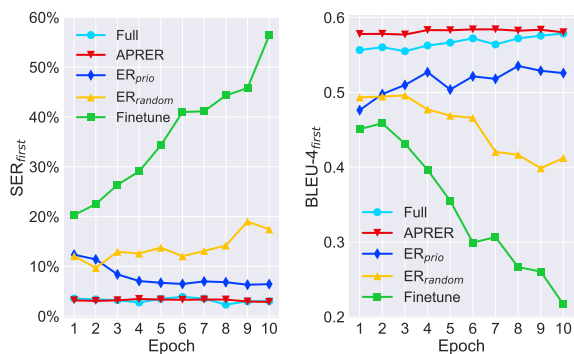 60%
50%
40%
30%
20%
10%
0%
SER_first
Full
APRER
ER_prio
ER_random
Finetune
1 2 3 4 5 6 7 8 9 10
Epoch
0.6
0.5
0.4
0.3
0.2
BLEU-4_first
Full
APRER
ER_prio
ER_random
Finetune
1 2 3 4 5 6 7 8 9 10
Epoch